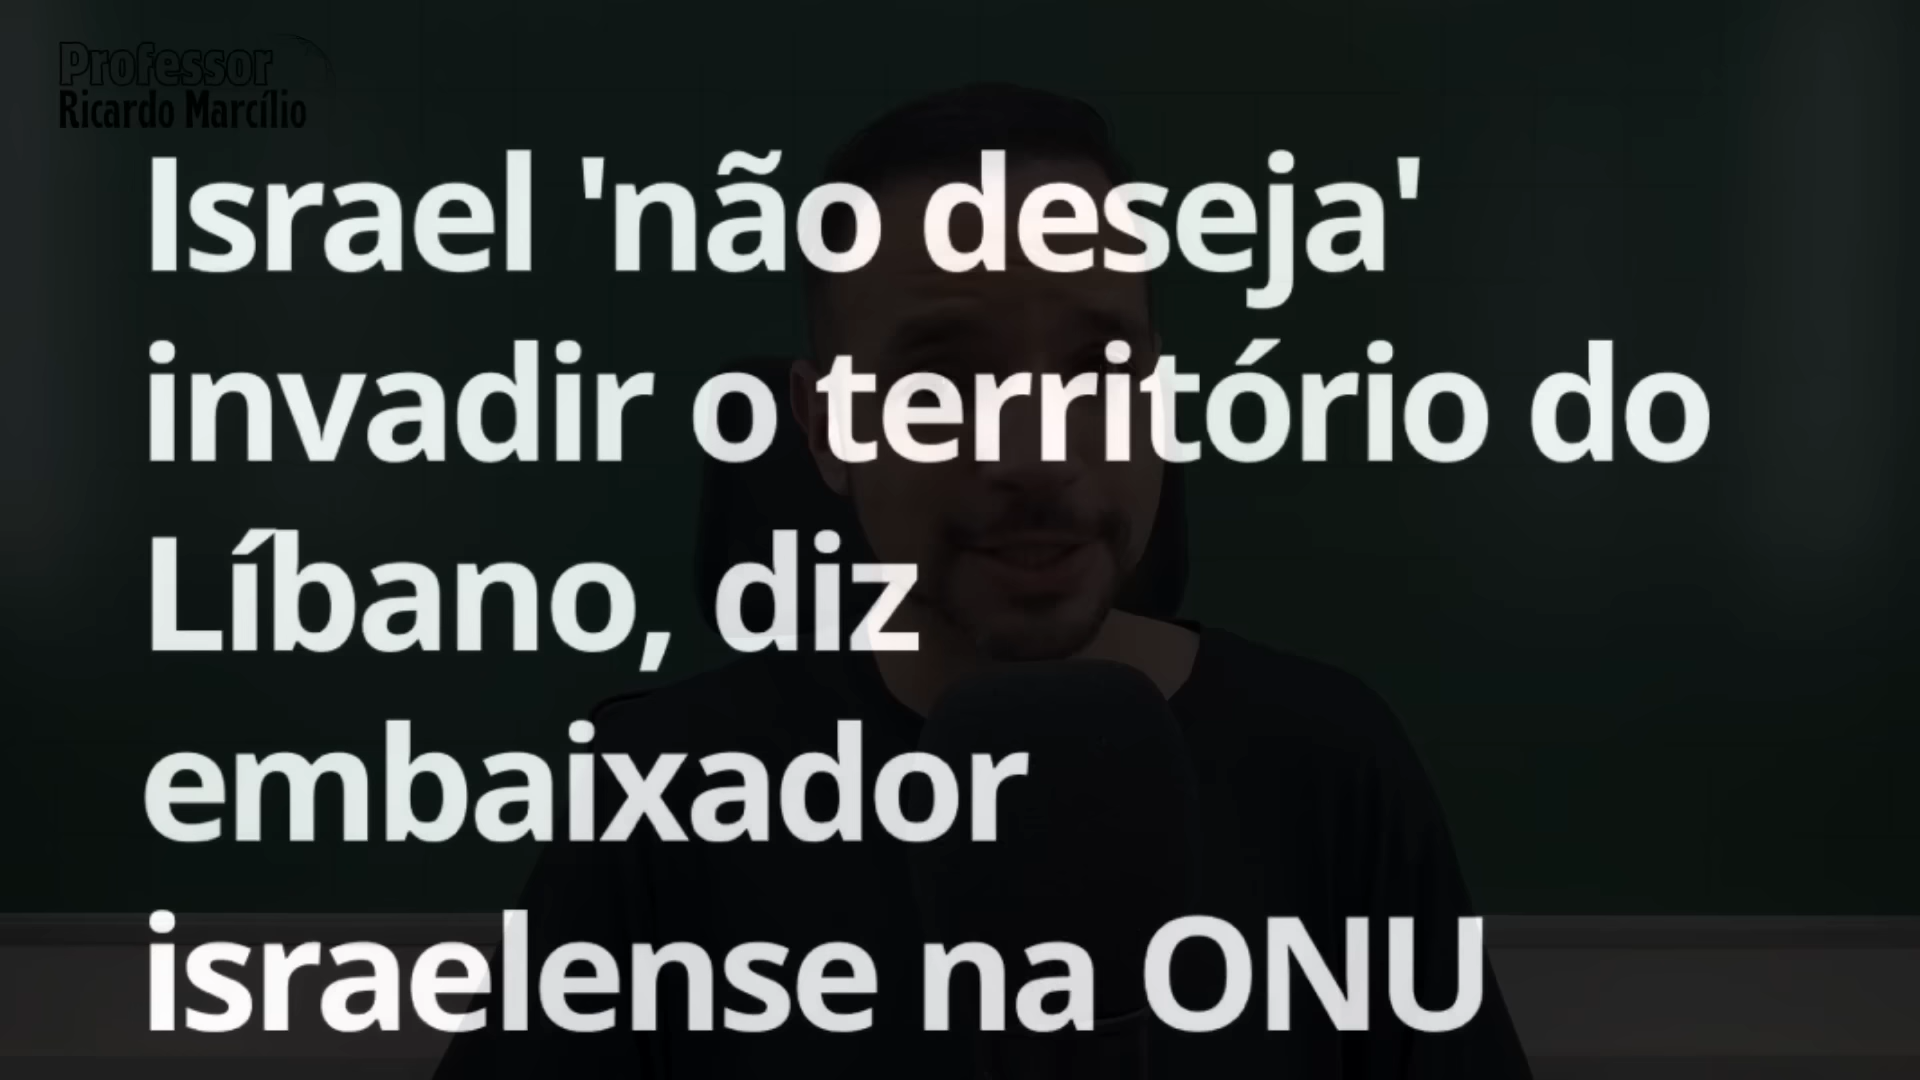 Professor
Ricardo Marcílio
Israel 'não deseja'
invadir o território do
Líbano, diz
embaixador
israelense na ONU